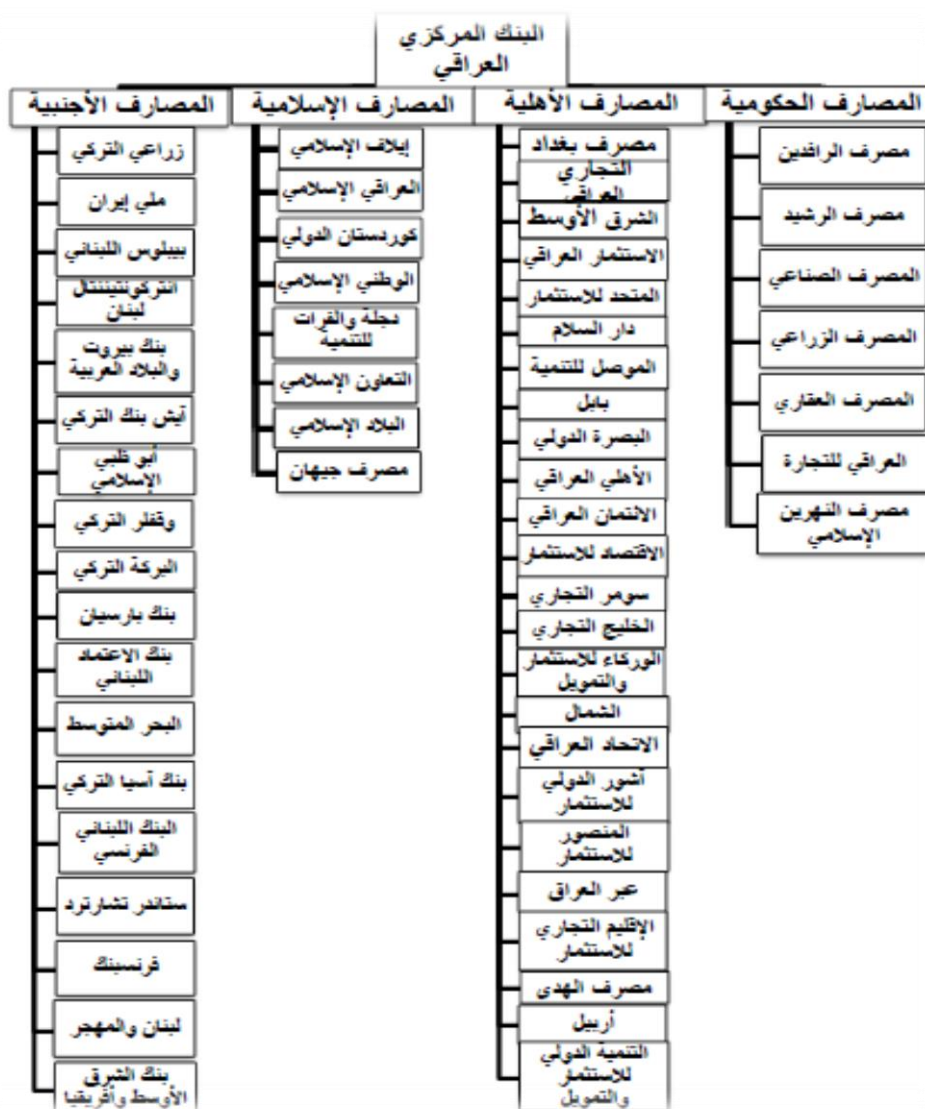 البنك المركزي
العراقي
المصارف الحكومية
مصرف الرافدين
مصرف الرشيد
المصرف الصناعي
المصرف الزراعي
المصرف العقاري
العراقي للتجارة
مصرف النهرين
الإسلامي
المصارف الأهلية
مصرف بغداد
التجاري
العراقي
الشرق الأوسط
الاستثمار العراقي
المتحد للاستثمار
دار السلام
الموصل للتنمية
بابل
البصرة الدولي
الأهلي العراقي
الائتمان العراقي
الاقتصاد للاستثمار
سومر التجاري
الخليج التجاري
الوركاء للاستثمار
والتمويل
الشمال
الاتحاد العراقي
آشور الدولي
للاستثمار
المنصور
للاستثمار
عبر العراق
الإقليم التجاري
للاستثمار
مصرف الهدى
أربيل
التنمية الدولي
للاستثمار
والتمويل
المصارف الإسلامية
إيلاف الإسلامي
العراقي الإسلامي
كوردستان الدولي
الوطني الإسلامي
دجلة والفرات
للتنمية
التعاون الإسلامي
البلاد الإسلامي
مصرف جيهان
المصارف الأجنبية
زراعي التركي
ملي إيران
بيبلوس اللبناني
انتركونتيننتال
لبنان
بنك بيروت
والبلاد العربية
آيش بنك التركي
أبو ظبي
الإسلامي
وقفلر التركي
البركة التركي
بنك بارسيان
بنك الاعتماد
اللبناني
البحر المتوسط
بنك آسيا التركي
البنك اللبناني
الفرنسي
ستاندر تشارترد
فرنسبنك
لبنان والمهجر
بنك الشرق
الأوسط وأفريقيا